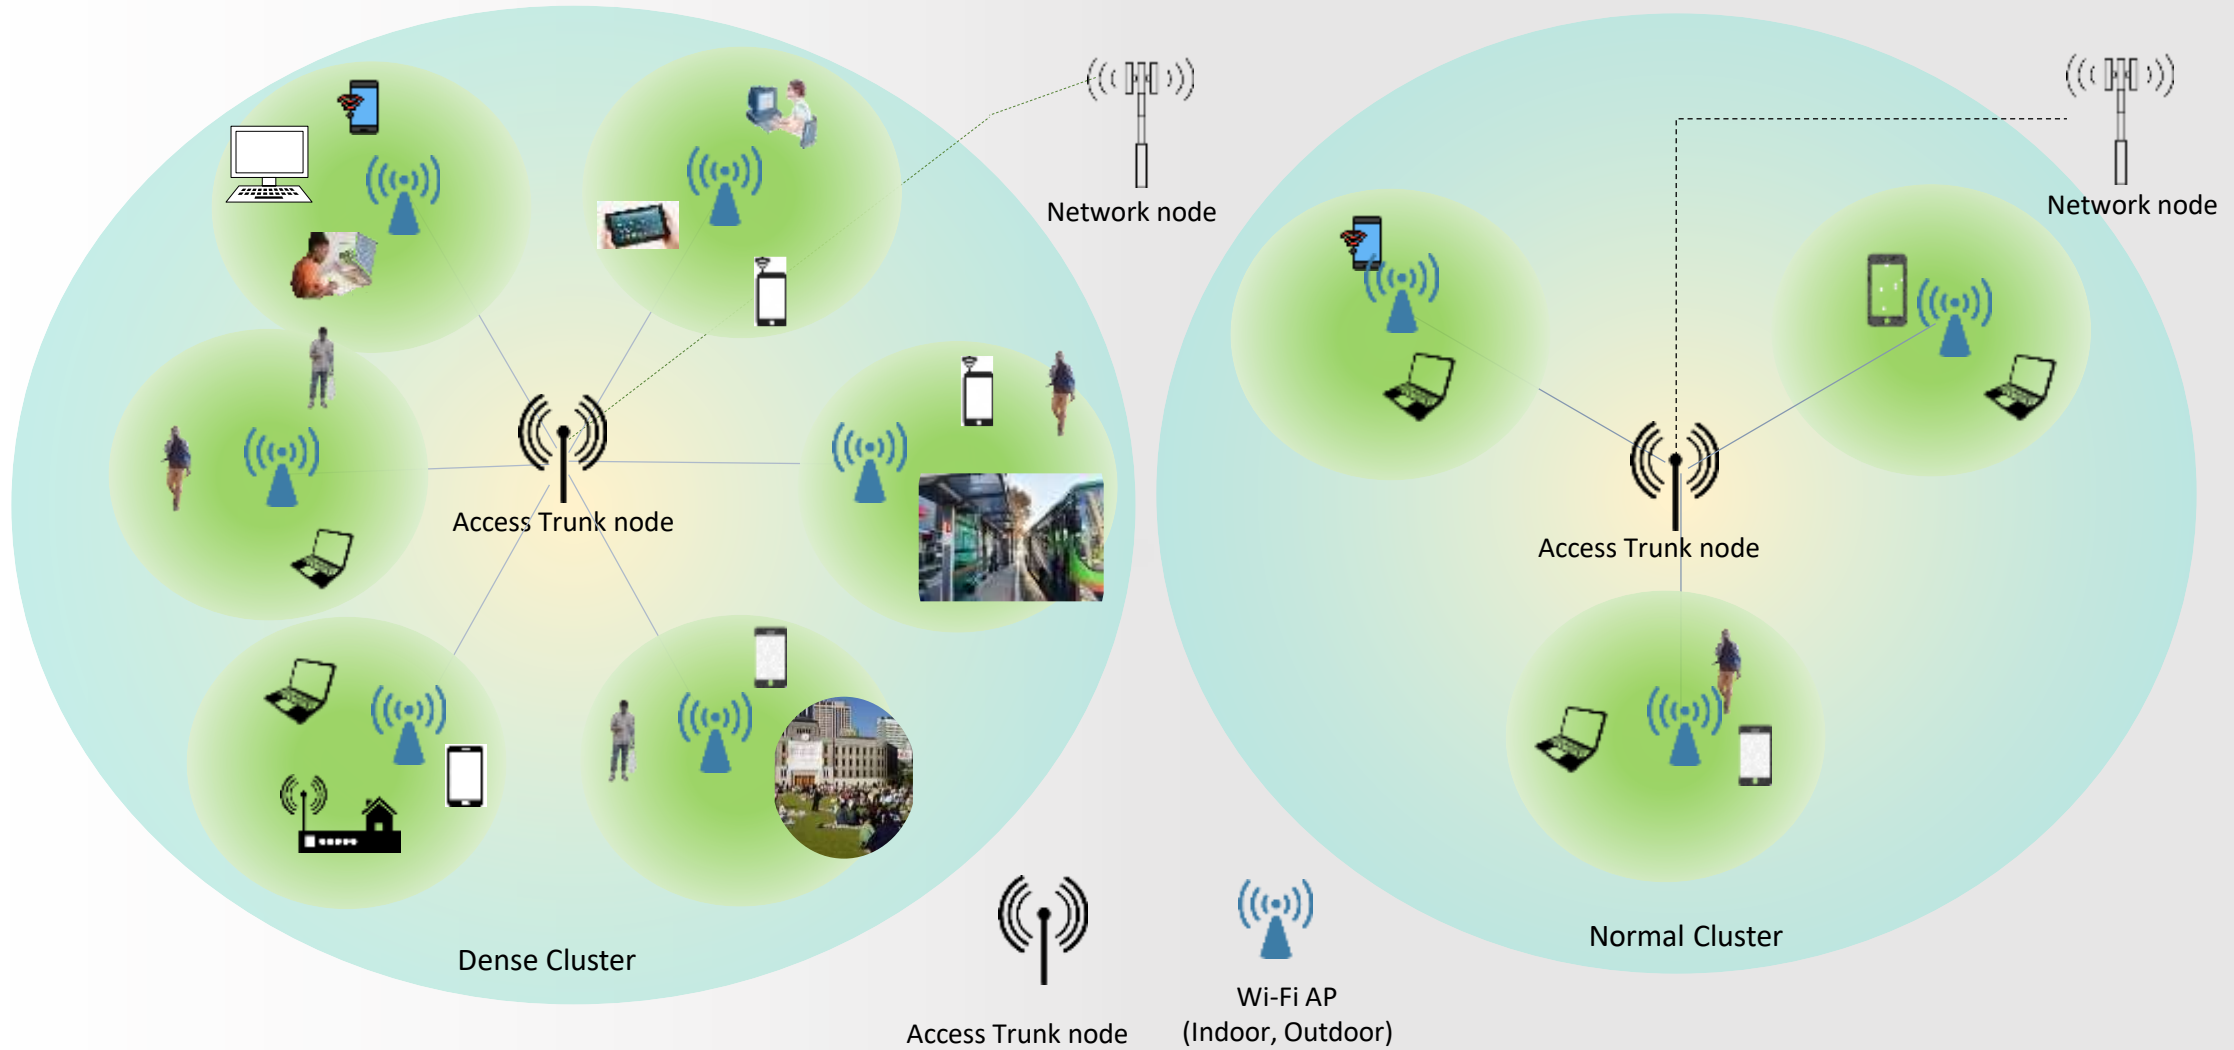 Network node
Network node
Access Trunk node
Access Trunk node
Dense Cluster
Normal Cluster
Access Trunk node
Wi-Fi AP
(Indoor, Outdoor)